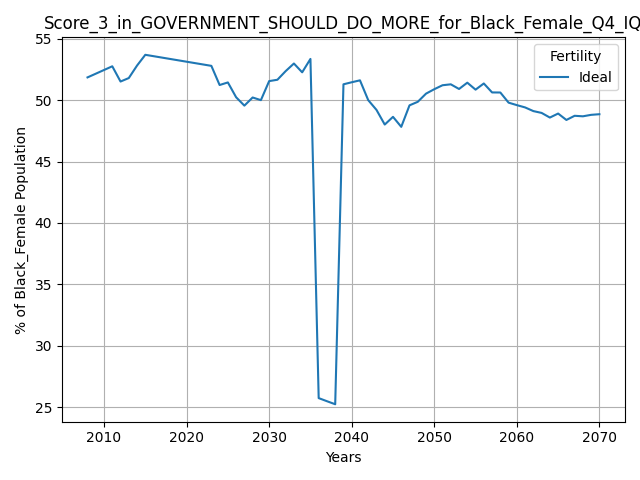 Score_3_in_GOVERNMENT_SHOULD_DO_MORE_for_Black_Female_Q4_IQ
Fertility
Ideal
% of Black_Female Population
55
50
45
40
35
30
25
2010 2020 2030 2040 2050 2060 2070
Years